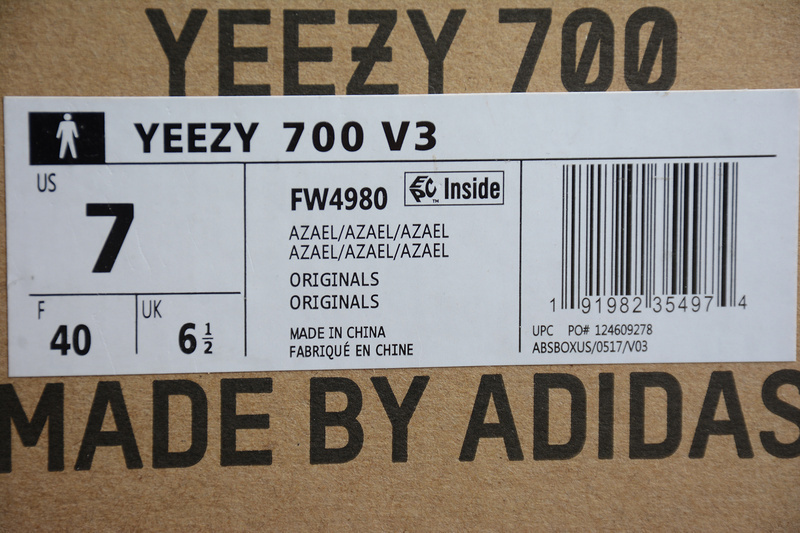 YEEZY 700
YEEZY 700 V3
US
7
F
40
UK
6 1/2
FW4980
EPC Inside
™
AZAEL/AZAEL/AZAEL
AZAEL/AZAEL/AZAEL
ORIGINALS
ORIGINALS
MADE IN CHINA
FABRIQUÉ EN CHINE
1 91982 35497 4
UPC PO# 124609278
ABSBOXUS/0517/V03
MADE BY ADIDAS